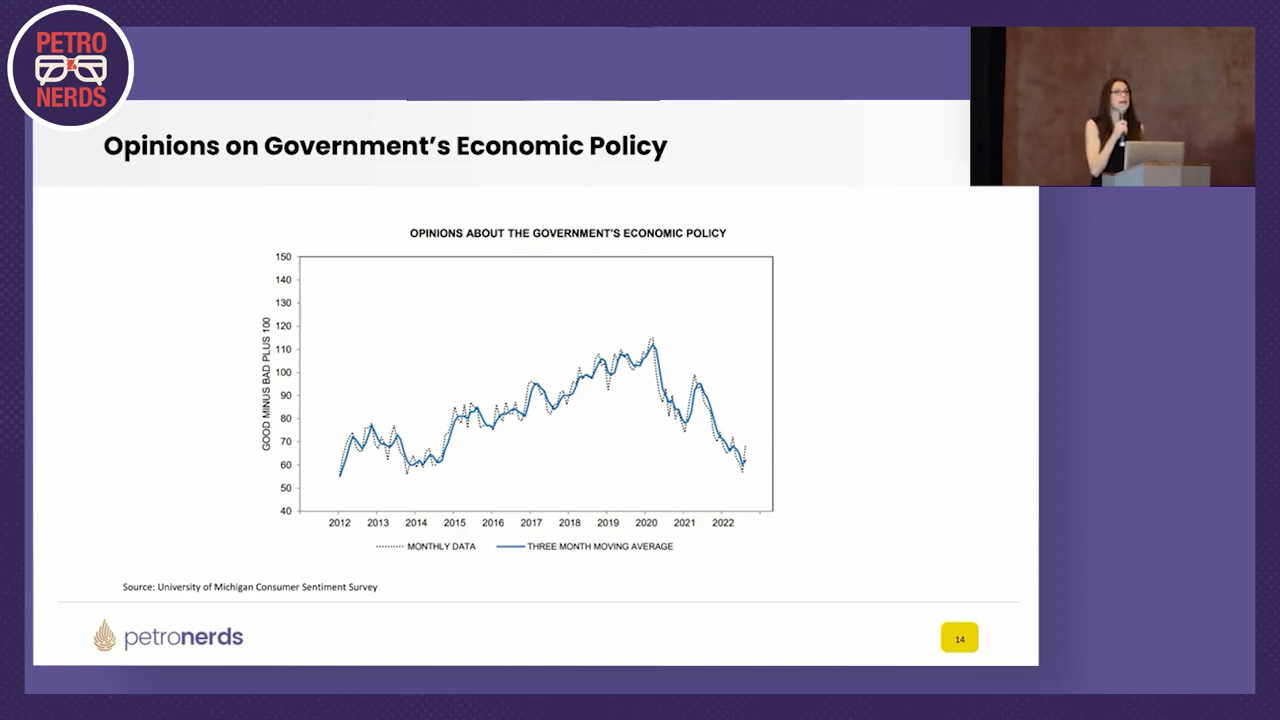 PETRO
NERDS
Opinions on Government's Economic Policy
OPINIONS ABOUT THE GOVERNMENT'S ECONOMIC POLICY
GOOD MINUS BAD PLUS 100
150
140
130
120
110
100
90
80
70
60
50
40
2012 2013 2014 2015 2016 2017 2018 2019 2020 2021 2022
MONTHLY DATA THREE MONTH MOVING AVERAGE
Source: University of Michigan Consumer Sentiment Survey
petronerds
14